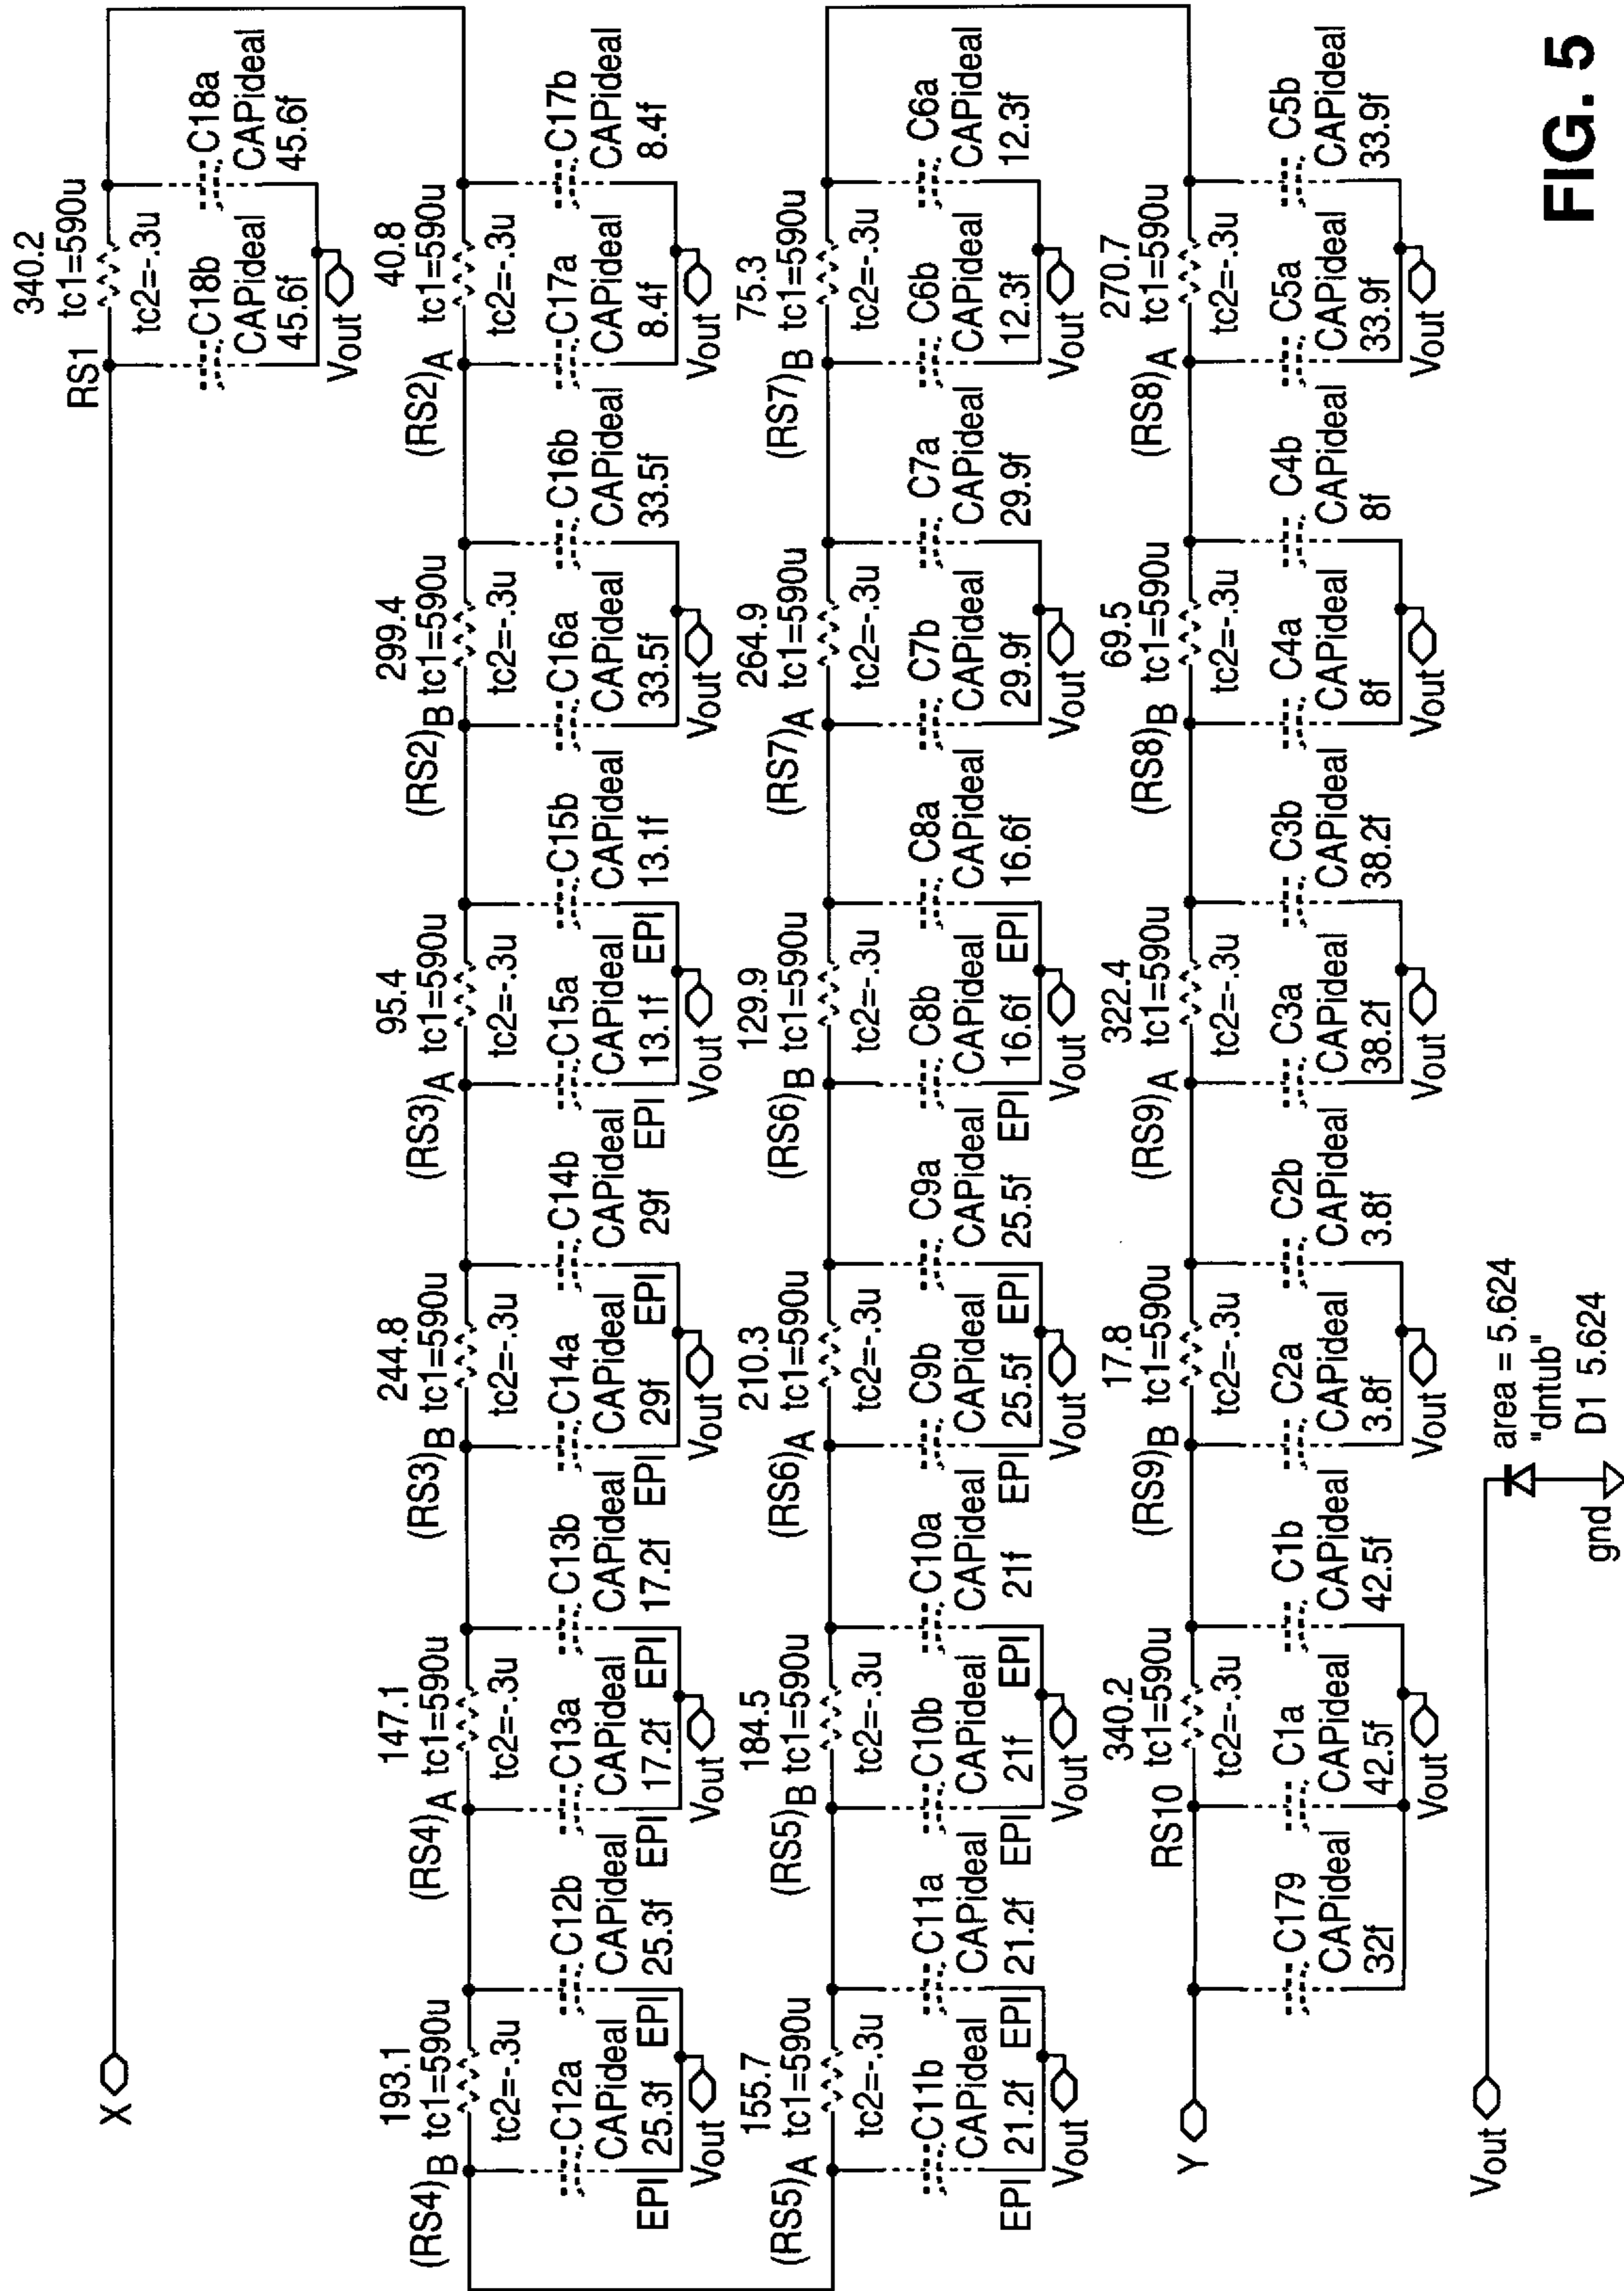 X
RS1
340.2
tc1=590u
tc2=-.3u
C18b
CAPideal
45.6f
C18a
CAPideal
45.6f
Vout
(RS4)B
193.1
tc1=590u
tc2=-.3u
C12a
CAPideal
EPI 25.3f
C12b
CAPideal
EPI 25.3f
Vout
(RS4)A
147.1
tc1=590u
tc2=-.3u
C13a
CAPideal
EPI 17.2f
C13b
CAPideal
EPI 17.2f
Vout
(RS3)B
244.8
tc1=590u
tc2=-.3u
C14a
CAPideal
EPI 29f
C14b
CAPideal
EPI 29f
Vout
(RS3)A
95.4
tc1=590u
tc2=-.3u
C15a
CAPideal
EPI 13.1f
C15b
CAPideal
EPI 13.1f
Vout
(RS2)B
299.4
tc1=590u
tc2=-.3u
C16a
CAPideal
33.5f
C16b
CAPideal
33.5f
Vout
(RS2)A
40.8
tc1=590u
tc2=-.3u
C17a
CAPideal
8.4f
C17b
CAPideal
8.4f
Vout
(RS5)A
155.7
tc1=590u
tc2=-.3u
C11b
CAPideal
EPI 21.2f
C11a
CAPideal
EPI 21.2f
Vout
(RS5)B
184.5
tc1=590u
tc2=-.3u
C10b
CAPideal
EPI 21f
C10a
CAPideal
EPI 21f
Vout
(RS6)A
210.3
tc1=590u
tc2=-.3u
C9b
CAPideal
EPI 25.5f
C9a
CAPideal
EPI 25.5f
Vout
(RS6)B
129.9
tc1=590u
tc2=-.3u
C8b
CAPideal
EPI 16.6f
C8a
CAPideal
EPI 16.6f
Vout
(RS7)A
264.9
tc1=590u
tc2=-.3u
C7b
CAPideal
29.9f
C7a
CAPideal
29.9f
Vout
(RS7)B
75.3
tc1=590u
tc2=-.3u
C6b
CAPideal
12.3f
C6a
CAPideal
12.3f
Vout
Y
C179
CAPideal
32f
RS10
340.2
tc1=590u
tc2=-.3u
C1a
CAPideal
42.5f
C1b
CAPideal
42.5f
Vout
(RS9)B
17.8
tc1=590u
tc2=-.3u
C2a
CAPideal
3.8f
C2b
CAPideal
3.8f
Vout
(RS9)A
322.4
tc1=590u
tc2=-.3u
C3a
CAPideal
38.2f
C3b
CAPideal
38.2f
Vout
(RS8)B
69.5
tc1=590u
tc2=-.3u
C4a
CAPideal
8f
C4b
CAPideal
8f
Vout
(RS8)A
270.7
tc1=590u
tc2=-.3u
C5a
CAPideal
33.9f
C5b
CAPideal
33.9f
Vout
Vout
area = 5.624
"dntub"
D1 5.624
gnd
FIG. 5